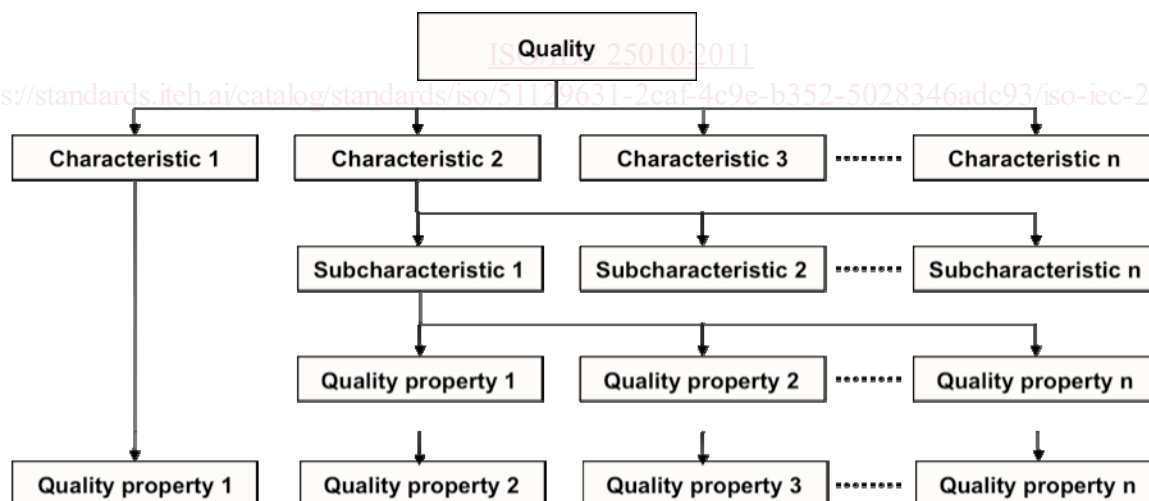 Quality
ISO/IEC 25010:2011
s://standards.iteh.ai/catalog/standards/iso/51129631-2caf-4c9e-b352-5028346adc93/iso-iec-2
Characteristic 1
Characteristic 2
Characteristic 3
Characteristic n
Subcharacteristic 1
Subcharacteristic 2
Subcharacteristic n
Quality property 1
Quality property 2
Quality property n
Quality property 1
Quality property 2
Quality property 3
Quality property n